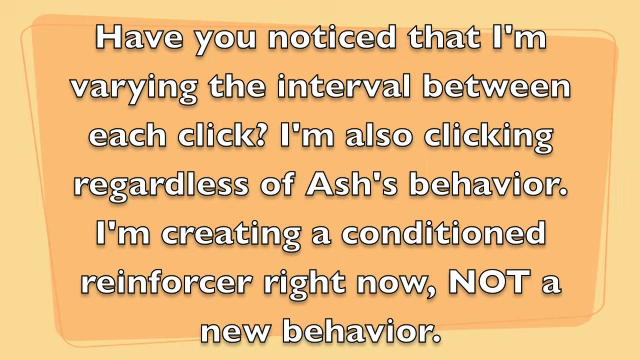 Have you noticed that I'm
varying the interval between
each click? I'm also clicking
regardless of Ash's behavior.
I'm creating a conditioned
reinforcer right now, NOT a
new behavior.